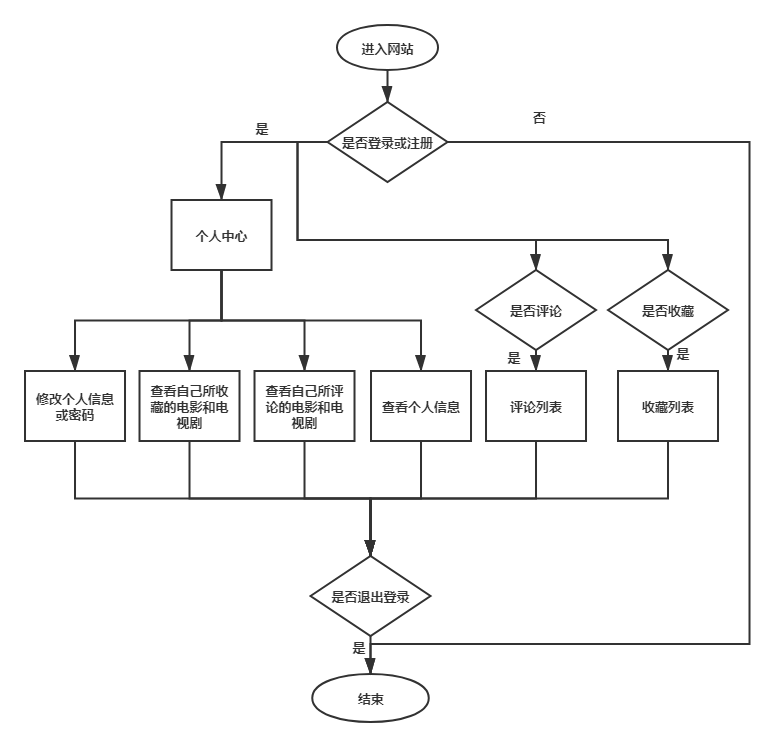 进入网站
是否登录或注册
是
否
个人中心
是否评论
是否收藏
是
是
修改个人信息
或密码
查看自己所收
藏的电影和电
视剧
查看自己所评
论的电影和电
视剧
查看个人信息
评论列表
收藏列表
是否退出登录
是
结束